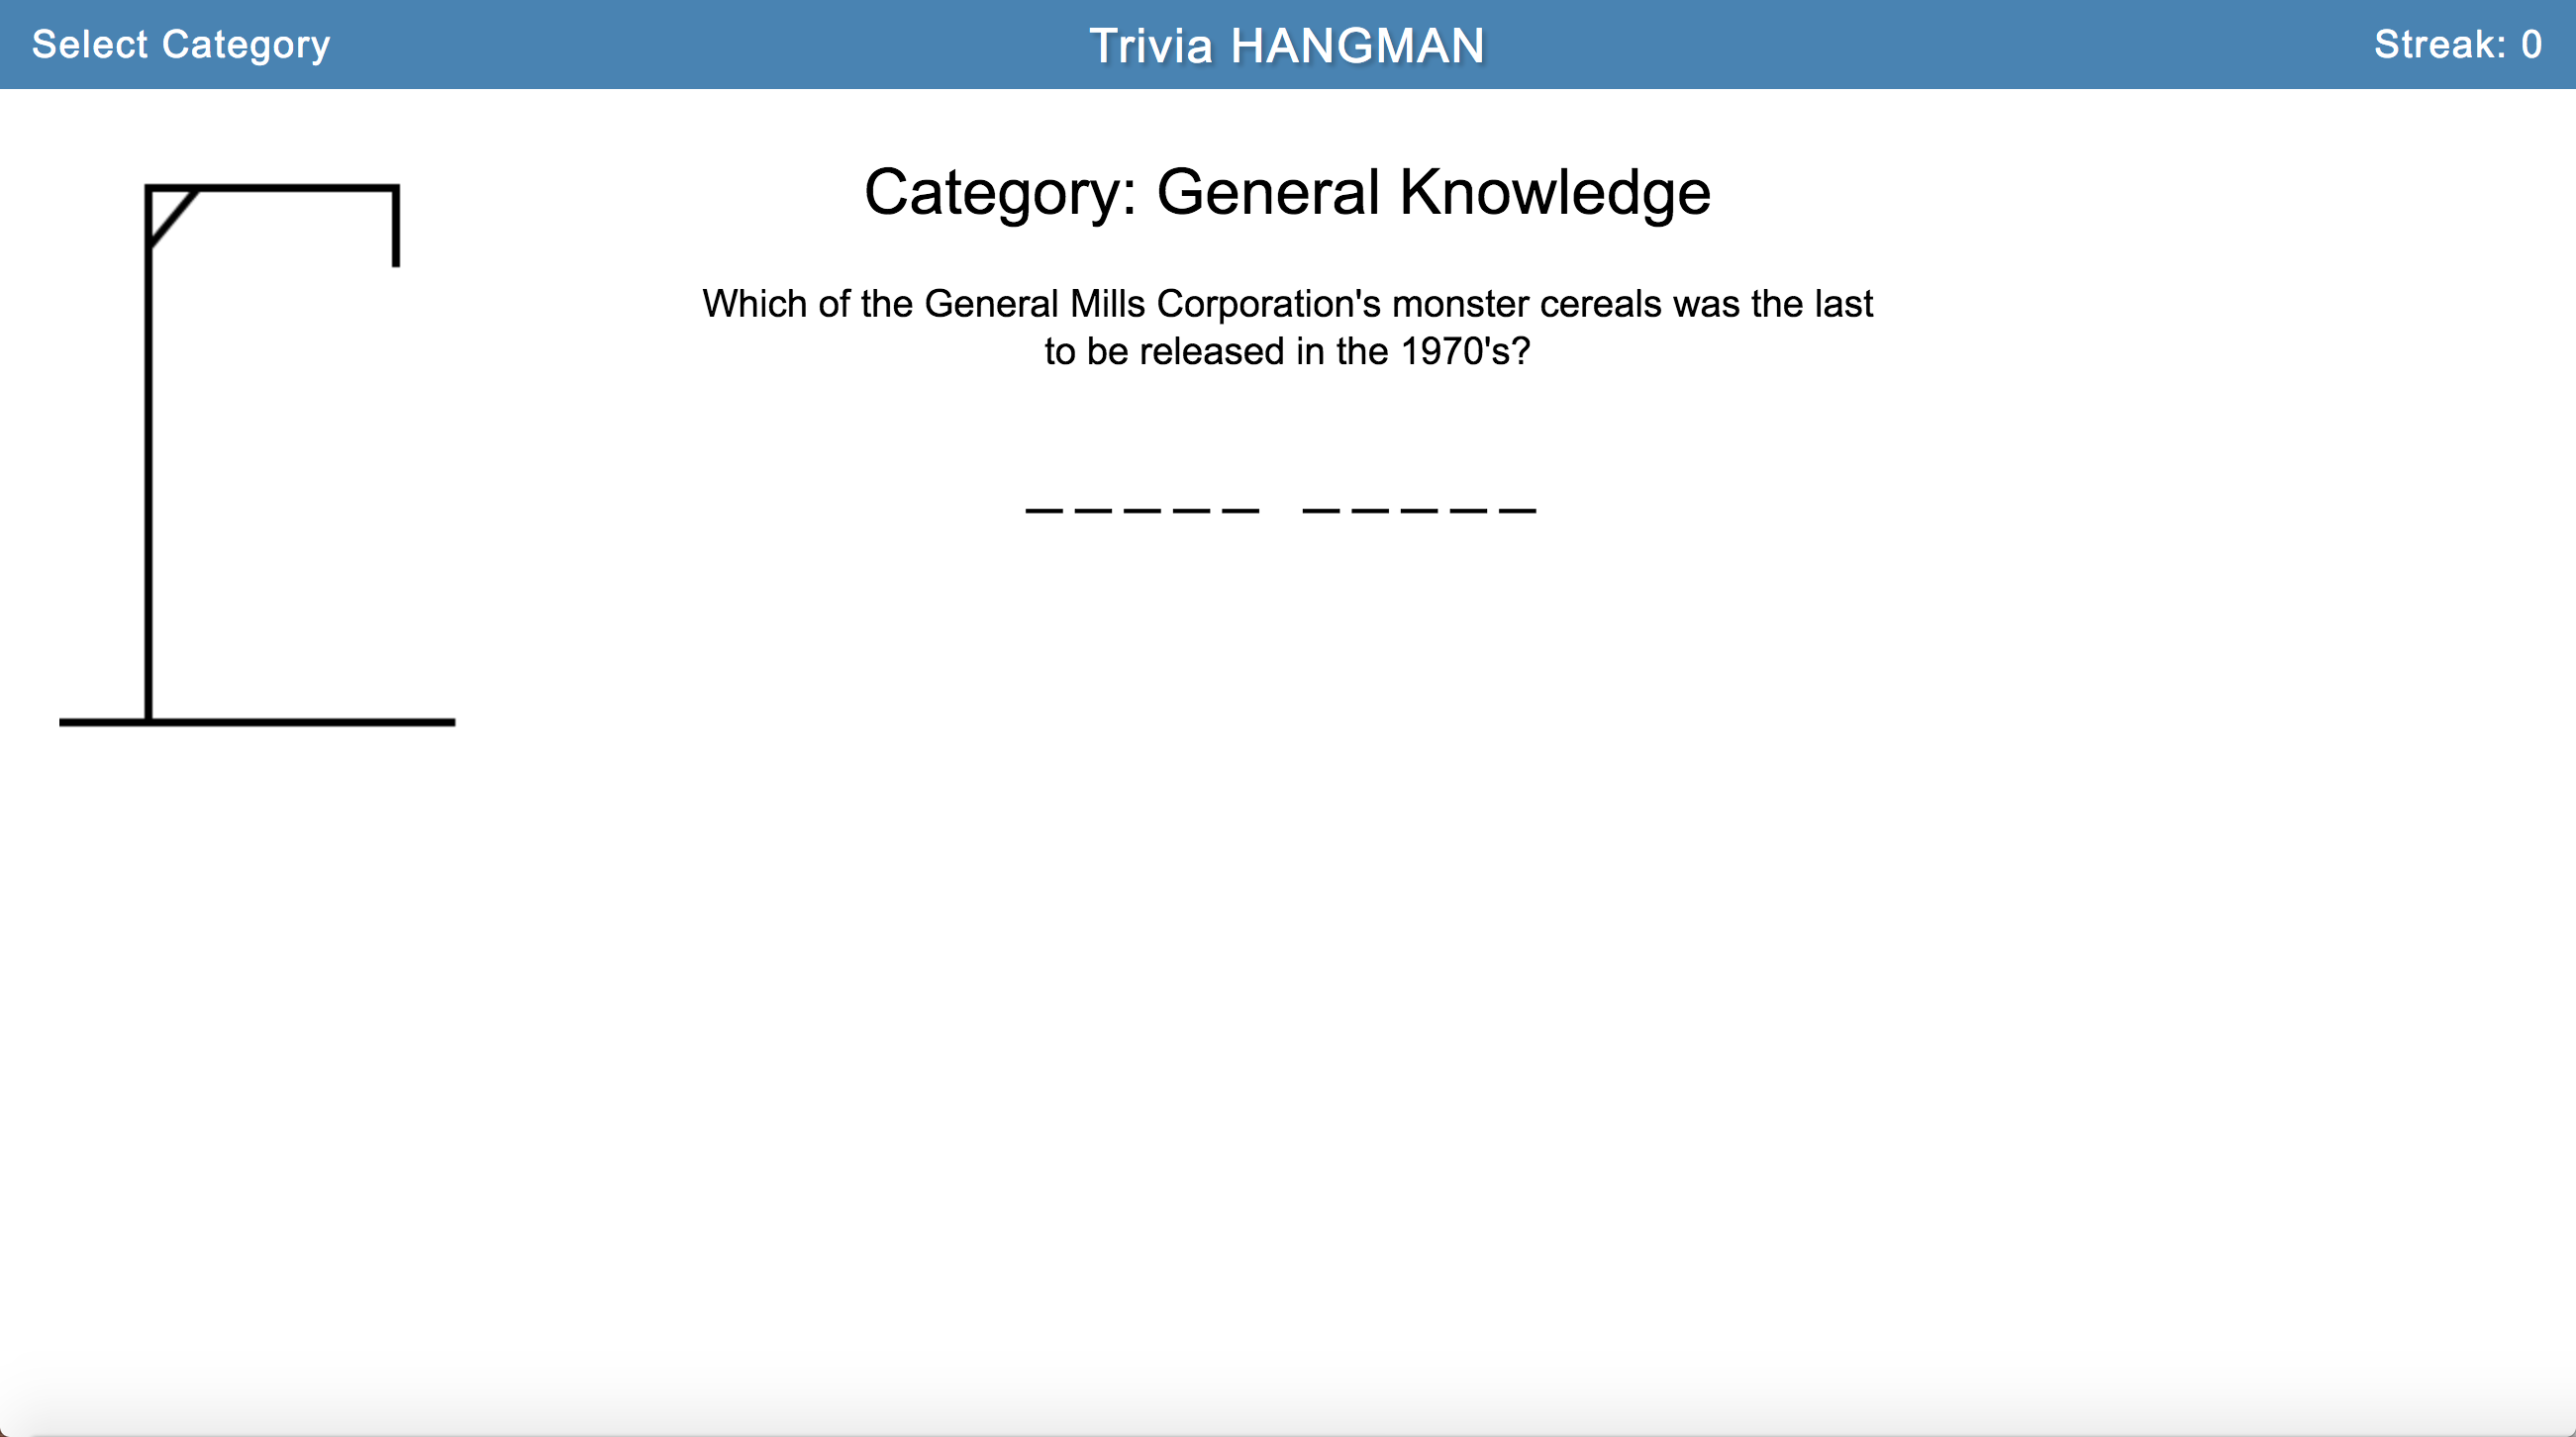 Select Category
Trivia HANGMAN
Streak: 0
Category: General Knowledge
Which of the General Mills Corporation's monster cereals was the last
to be released in the 1970's?
_ _ _ _ _  _ _ _ _ _